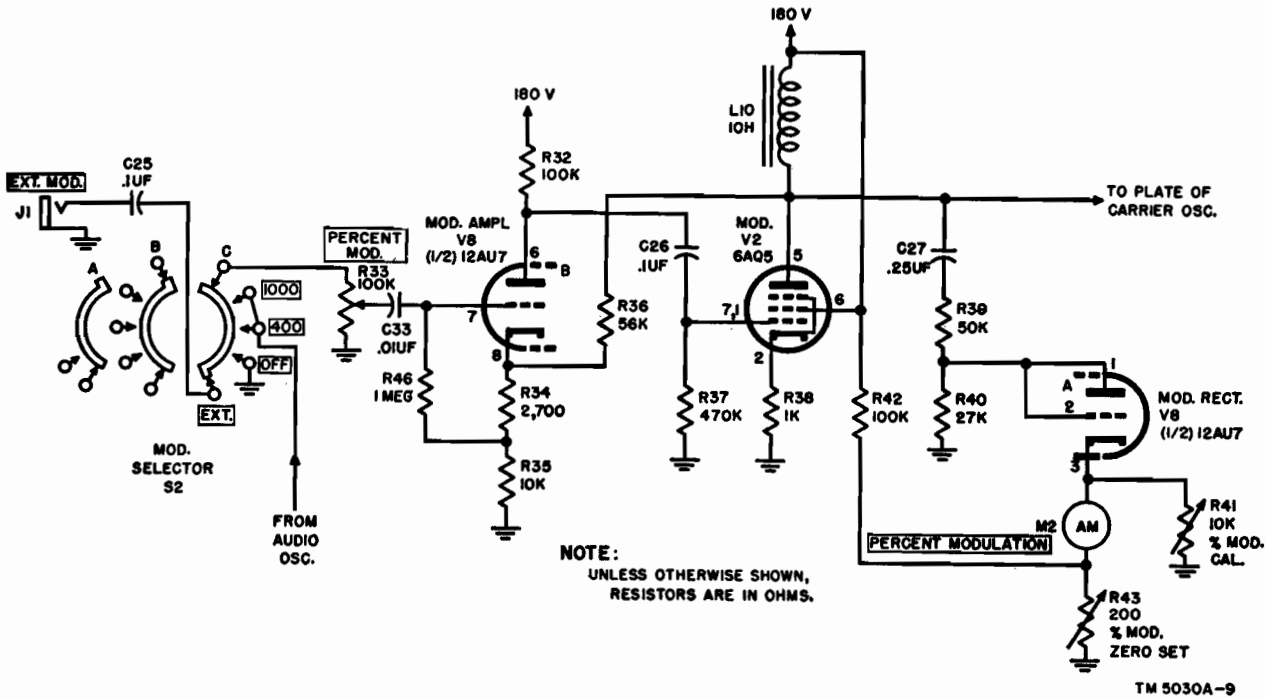 180 V
180 V
L10
10H
C25
.1UF
R32
100K
EXT. MOD.
J1
TO PLATE OF
CARRIER OSC.
MOD. AMPL
V8
(1/2) 12AU7
MOD.
V2
6AQ5
PERCENT
MOD.
R33
100K
C26
.1UF
C27
.25UF
A
B
C
1000
400
OFF
EXT.
6
B
7
8
5
7,1
6
2
C33
.01UF
R36
56K
R39
50K
R46
1 MEG
R34
2,700
R37
470K
R38
1K
R42
100K
R40
27K
A
1
2
3
MOD. RECT.
V8
(1/2) 12AU7
MOD.
SELECTOR
S2
R35
10K
FROM
AUDIO
OSC.
M2
AM
PERCENT MODULATION
R41
10K
% MOD.
CAL.
NOTE:
UNLESS OTHERWISE SHOWN,
RESISTORS ARE IN OHMS.
R43
200
% MOD.
ZERO SET
TM 5030A-9